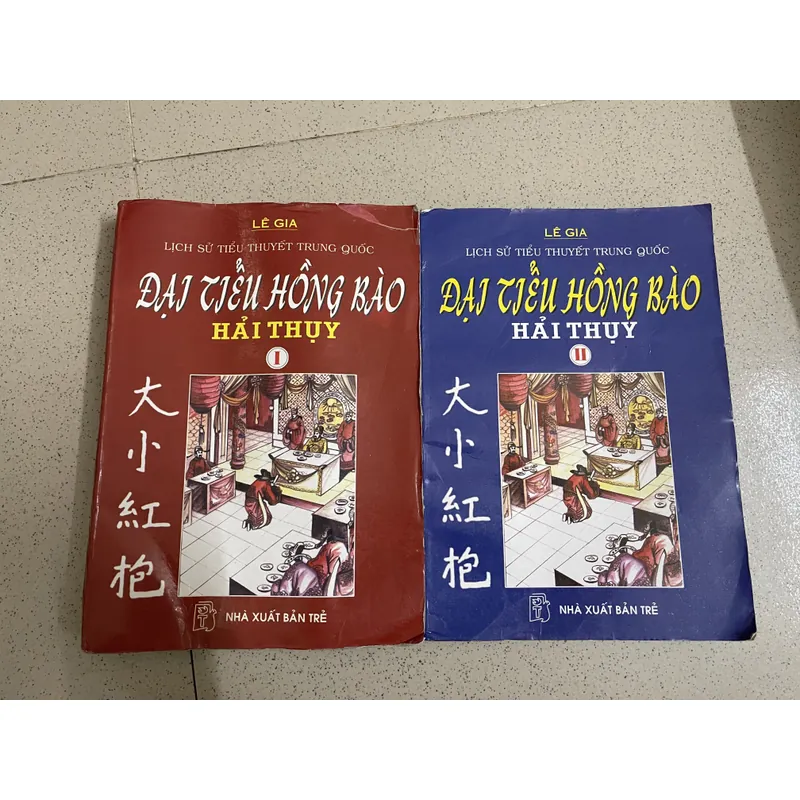 LÊ GIA
LỊCH SỬ TIỂU THUYẾT TRUNG QUỐC
ĐẠI TIỂU HỒNG BÀO
HẢI THỤY
I
大
小
紅
枹
NHÀ XUẤT BẢN TRẺ
LÊ GIA
LỊCH SỬ TIỂU THUYẾT TRUNG QUỐC
ĐẠI TIỂU HỒNG BÀO
HẢI THỤY
II
大
小
紅
枹
NHÀ XUẤT BẢN TRẺ